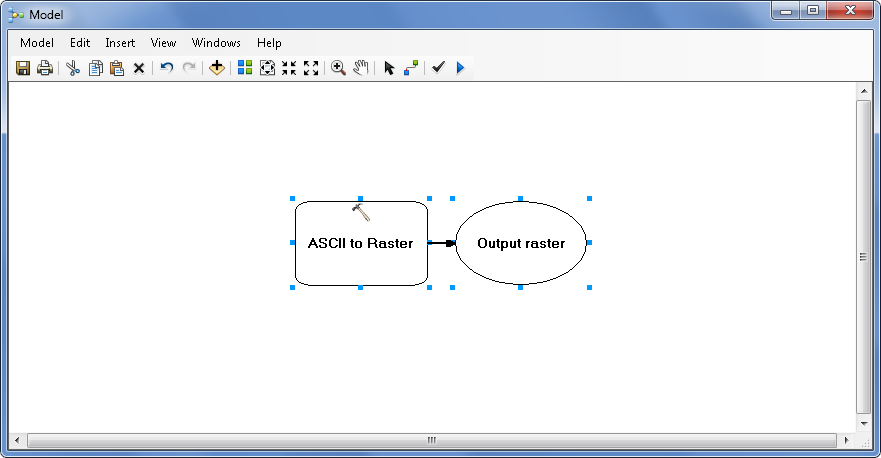 Model
Model Edit Insert View Windows Help
ASCII to Raster
Output raster